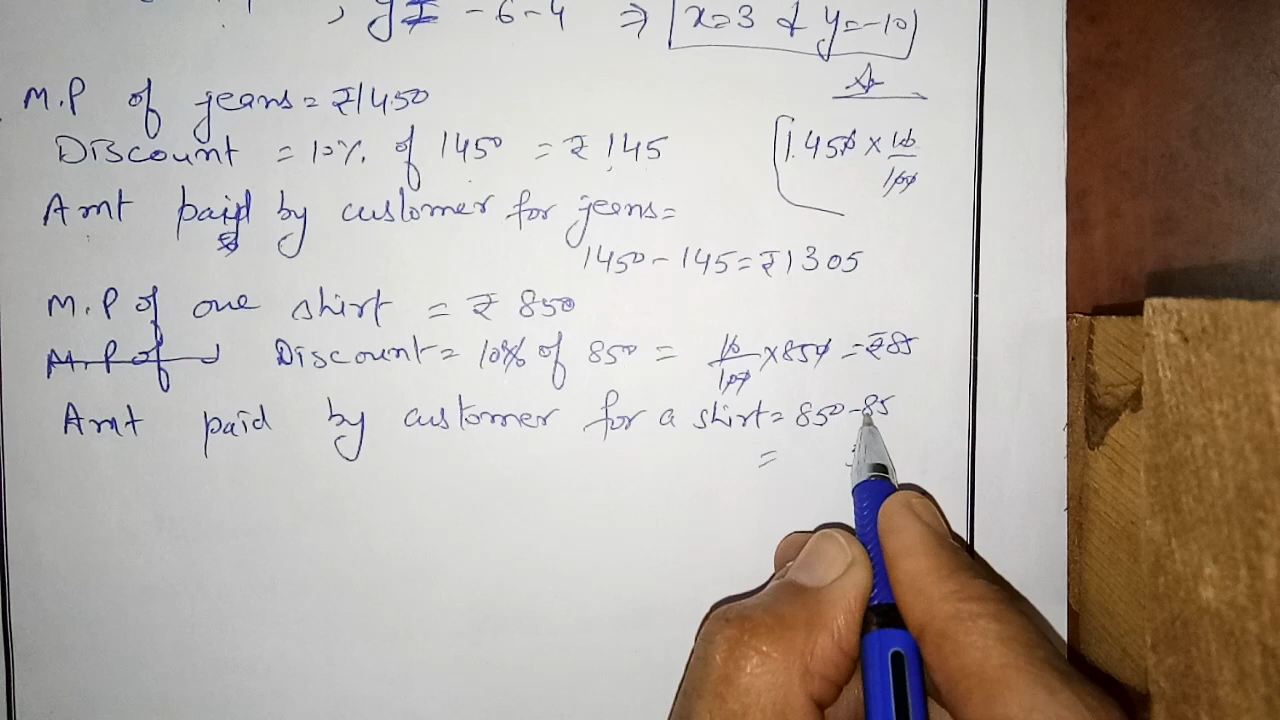 , y = -6-4 ⇒ x=3 & y=-10
M.P of jeans = ₹1450
Discount = 10% of 1450 = ₹145
1450 × 10/100
Amt paid by customer for jeans =
1450 - 145 = ₹1305
M.P of one shirt = ₹ 850
M.P of Discount = 10% of 850 = 10/100 × 850 = ₹85
Amt paid by customer for a shirt = 850-85
=